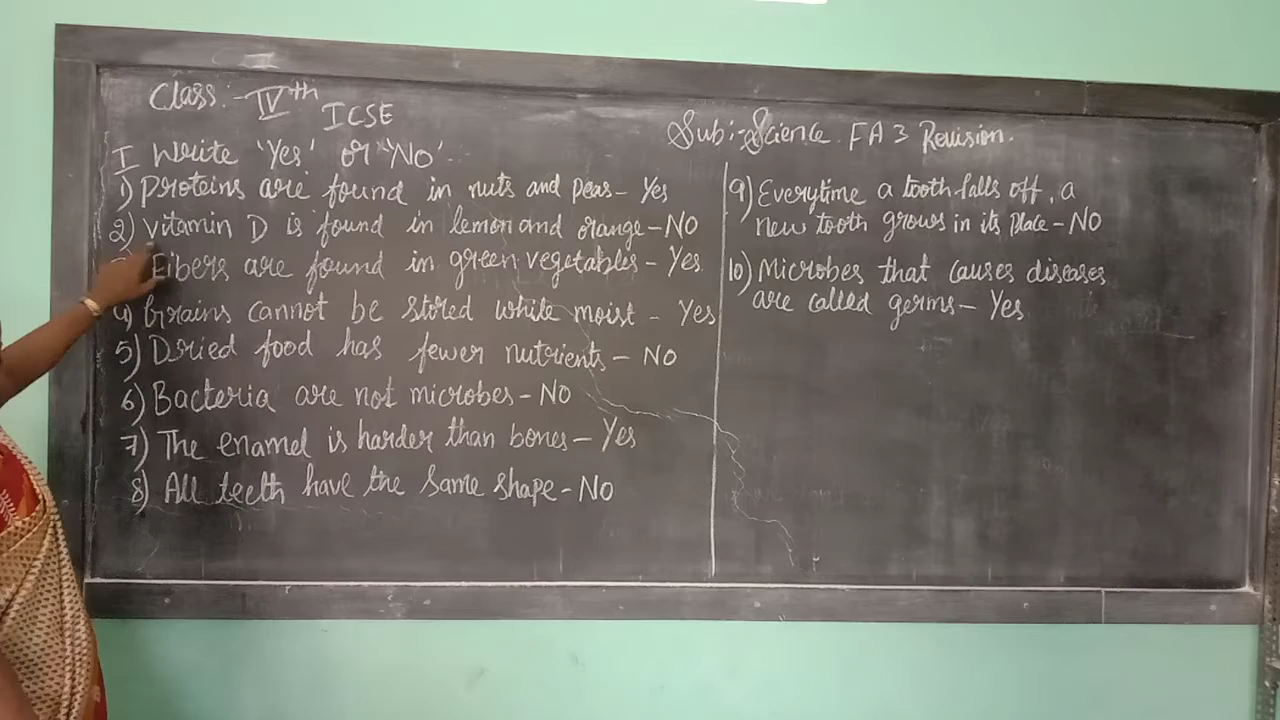 Class:- IVth
ICSE
Sub:- Science FA 3 Revision.
I Write 'Yes' or 'No'
1) Proteins are found in nuts and peas - Yes
2) Vitamin D is found in lemon and orange - NO
Fibers are found in green vegetables - Yes
4) Grains cannot be stored while moist - Yes
5) Dried food has fewer nutrients - NO
6) Bacteria are not microbes - NO
7) The enamel is harder than bones - Yes
8) All teeth have the same shape - NO
9) Everytime a tooth falls off, a
new tooth grows in its place - NO
10) Microbes that causes diseases
are called germs - Yes